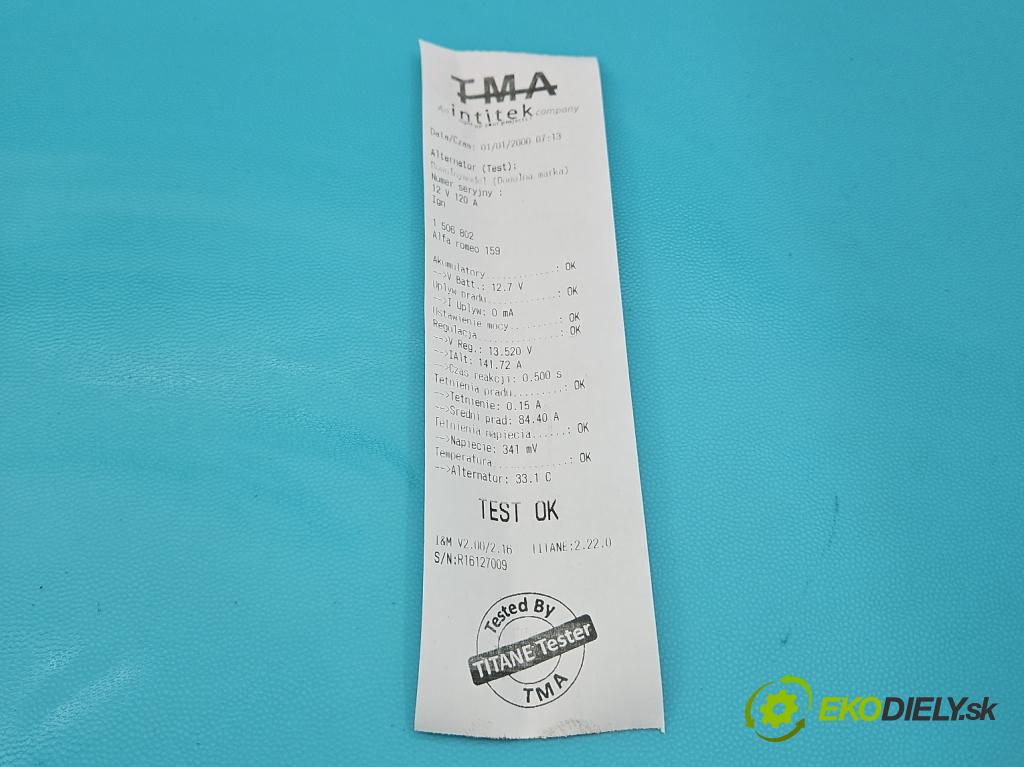 TMA
An intitek company
Data/Czas: 01/01/2000 07:13
Alternator (Test):
(Dowolna marka)
Numer seryjny :
12 V 120 A
Ign
1 506 802
Alfa romeo 159
Akumulatory...........: OK
-->V Batt.: 12.7 V
Uplyw pradu...........: OK
-->I Uplyw: 0 mA
Ustawienie mocy.......: OK
Regulacja.............: OK
-->V Reg.: 13.520 V
-->IAlt: 141.72 A
-->Czas reakcji: 0.500 s
Tetnienia pradu.......: OK
-->Tetnienie: 0.15 A
-->Sredni prad: 84.40 A
Tetnienia napiecia....: OK
-->Napiecie: 341 mV
Temperatura...........: OK
-->Alternator: 33.1 C
TEST OK
I&M V2.00/2.16 TITANE:2.22.0
S/N:R16127009
Tested By
TITANE Tester
TMA
EKODIELY.sk